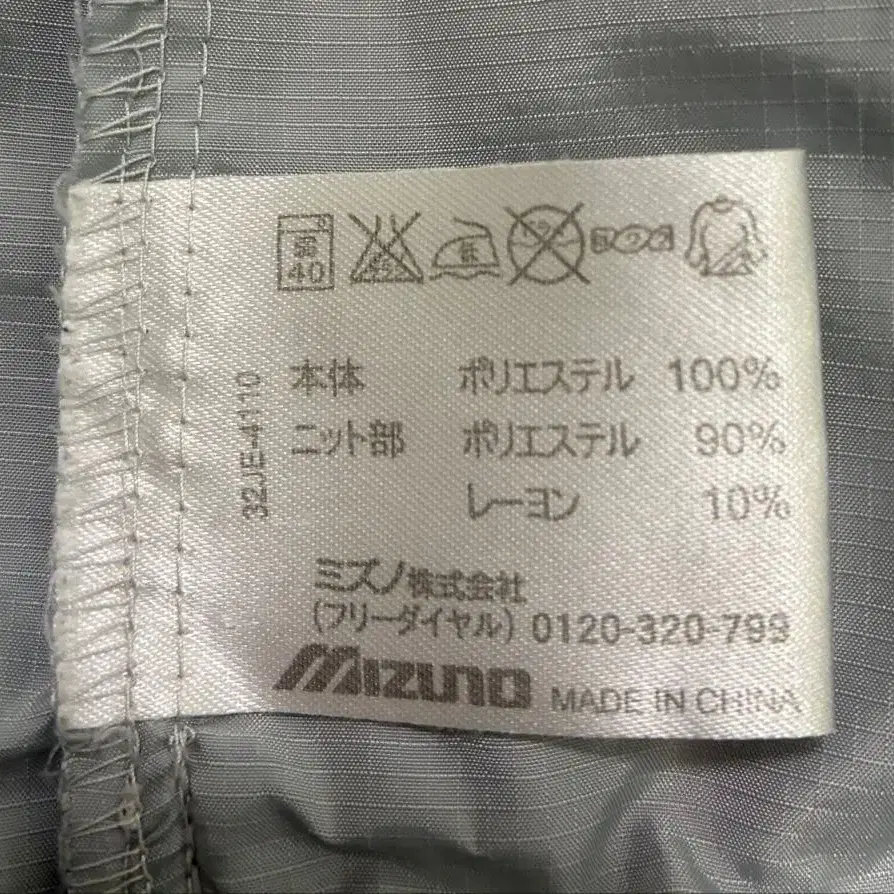 40
本体 ポリエステル 100%
ニット部 ポリエステル 90%
レーヨン 10%
32JE-4110
ミズノ株式会社
(フリーダイヤル) 0120-320-799
MIZUNO MADE IN CHINA